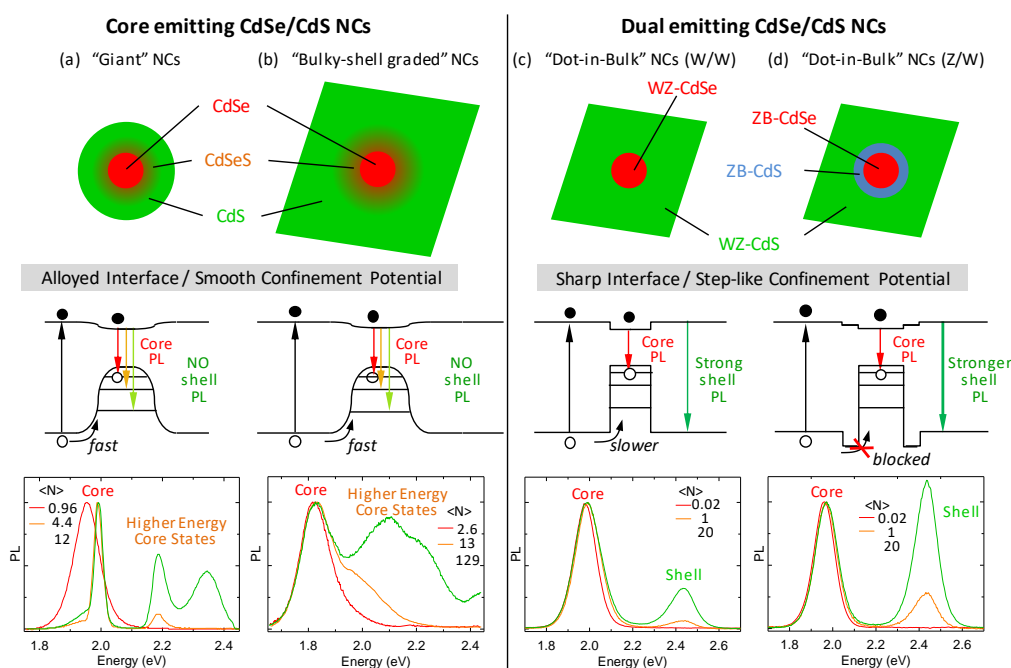 Core emitting CdSe/CdS NCs
Dual emitting CdSe/CdS NCs
(a) “Giant” NCs
(b) “Bulky-shell graded” NCs
(c) “Dot-in-Bulk” NCs (W/W)
(d) “Dot-in-Bulk” NCs (Z/W)
CdSe
CdSeS
CdS
WZ-CdSe
ZB-CdSe
ZB-CdS
WZ-CdS
Alloyed Interface / Smooth Confinement Potential
Sharp Interface / Step-like Confinement Potential
Core
PL
NO
shell
PL
fast
Core
PL
NO
shell
PL
fast
Core
PL
Strong
shell
PL
slower
Core
PL
Stronger
shell
PL
blocked
<N>
0.96
4.4
12
Core
Higher Energy
Core States
PL
1.8 2.0 2.2 2.4
Energy (eV)
Core
Higher Energy
Core States
<N>
2.6
13
129
PL
1.8 2.0 2.2 2.4
Energy (eV)
Core
<N>
0.02
1
20
Shell
PL
1.8 2.0 2.2 2.4 2.6
Energy (eV)
Core
<N>
0.02
1
20
Shell
PL
1.8 2.0 2.2 2.4 2.6
Energy (eV)